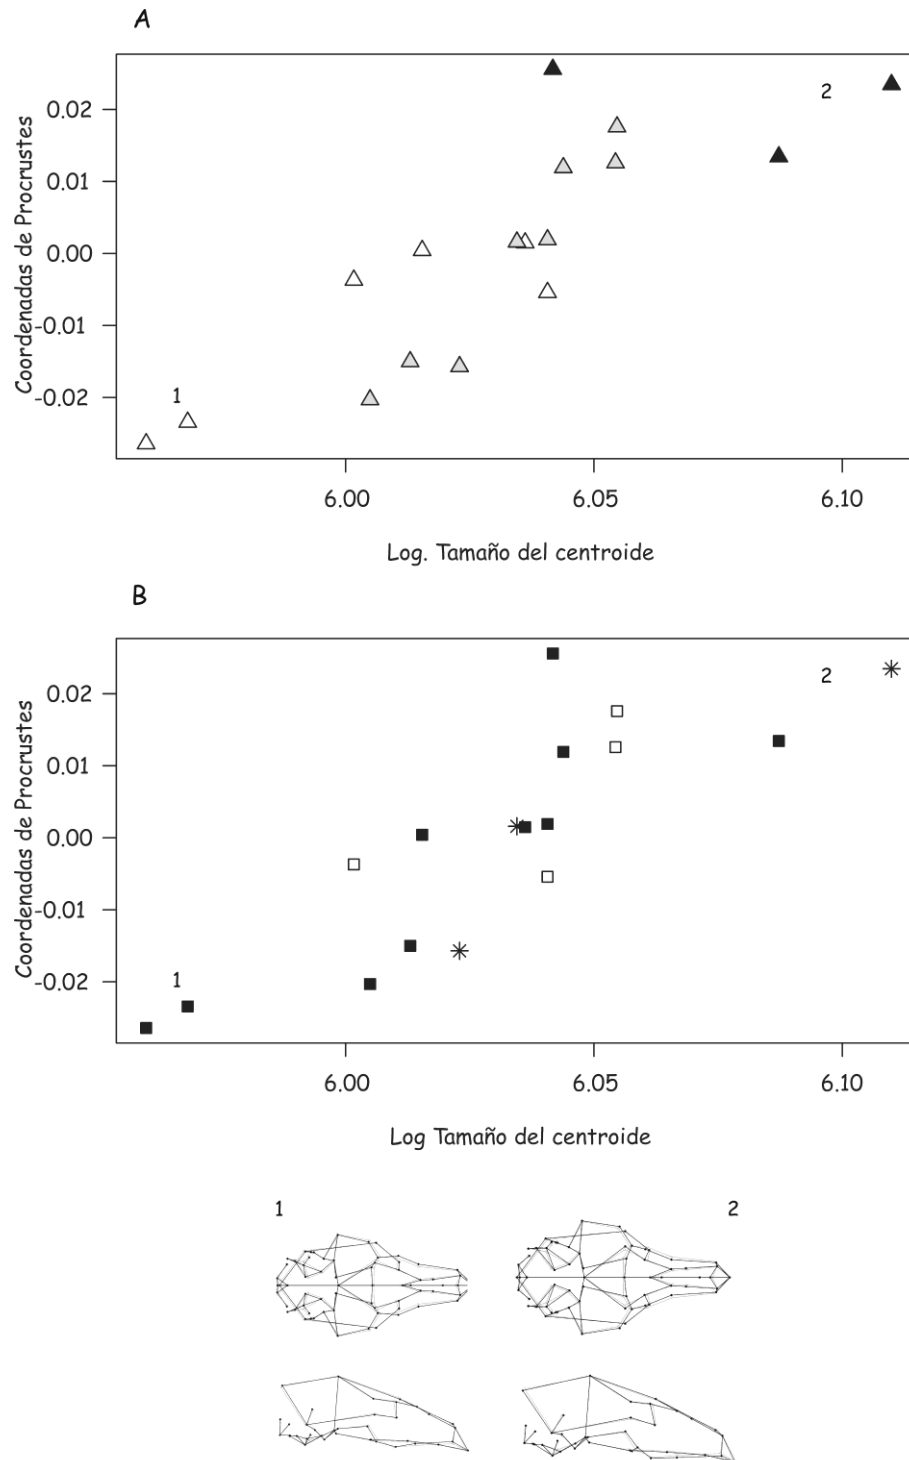 A
Coordenadas de Procrustes
0.02
0.01
0.00
-0.01
-0.02
1
2
6.00 6.05 6.10
Log. Tamaño del centroide
B
Coordenadas de Procrustes
0.02
0.01
0.00
-0.01
-0.02
1
2
6.00 6.05 6.10
Log Tamaño del centroide
1 2